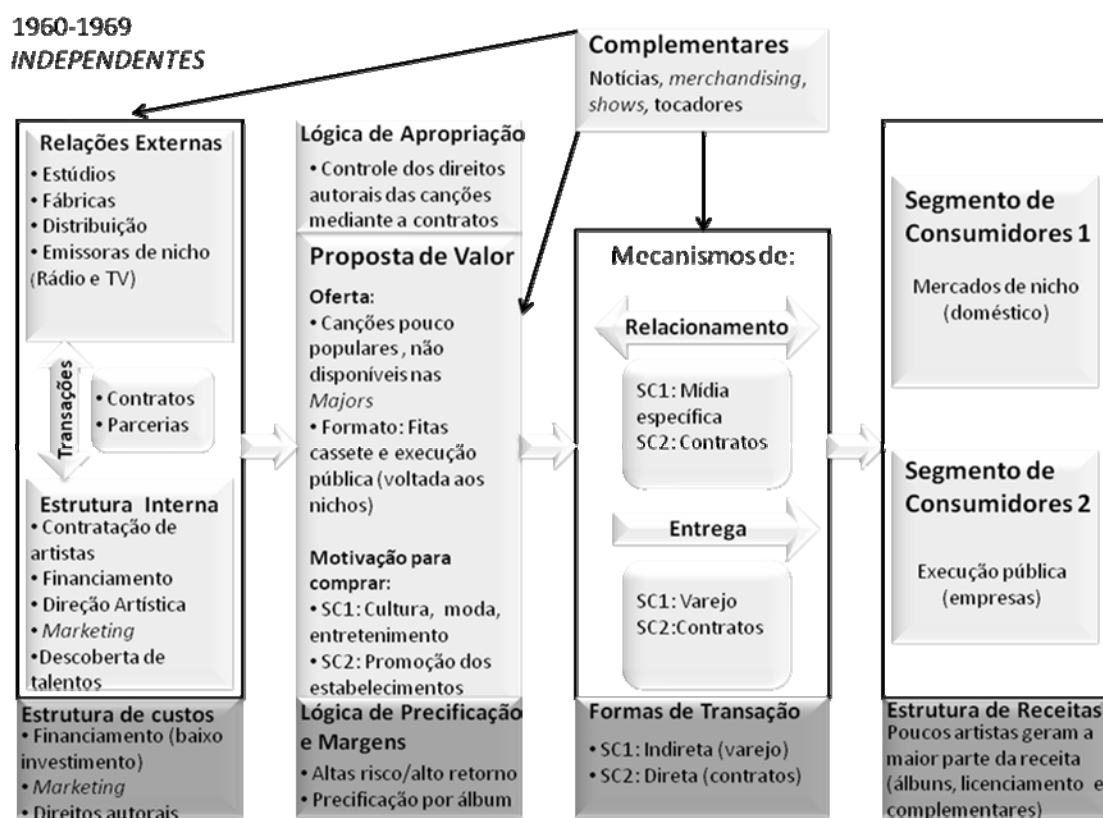 1960-1969
INDEPENDENTES
Complementares
Notícias, merchandising,
shows, tocadores
Relações Externas
• Estúdios
• Fábricas
• Distribuição
• Emissoras de nicho
(Rádio e TV)
Transações
• Contratos
• Parcerias
Estrutura Interna
• Contratação de
artistas
• Financiamento
• Direção Artística
• Marketing
•Descoberta de
talentos
Estrutura de custos
• Financiamento (baixo
investimento)
• Marketing
• Direitos autorais
Lógica de Apropriação
• Controle dos direitos
autorais das canções
mediante a contratos
Proposta de Valor
Oferta:
• Canções pouco
populares , não
disponíveis nas
Majors
• Formato: Fitas
cassete e execução
pública (voltada aos
nichos)
Motivação para
comprar:
• SC1: Cultura, moda,
entretenimento
• SC2: Promoção dos
estabelecimentos
Lógica de Precificação
e Margens
• Altas risco/alto retorno
• Precificação por álbum
Mecanismos de:
Relacionamento
SC1: Mídia
específica
SC2: Contratos
Entrega
SC1: Varejo
SC2:Contratos
Formas de Transação
• SC1: Indireta (varejo)
• SC2: Direta (contratos)
Segmento de
Consumidores 1
Mercados de nicho
(doméstico)
Segmento de
Consumidores 2
Execução pública
(empresas)
Estrutura de Receitas
Poucos artistas geram a
maior parte da receita
(álbuns, licenciamento e
complementares)